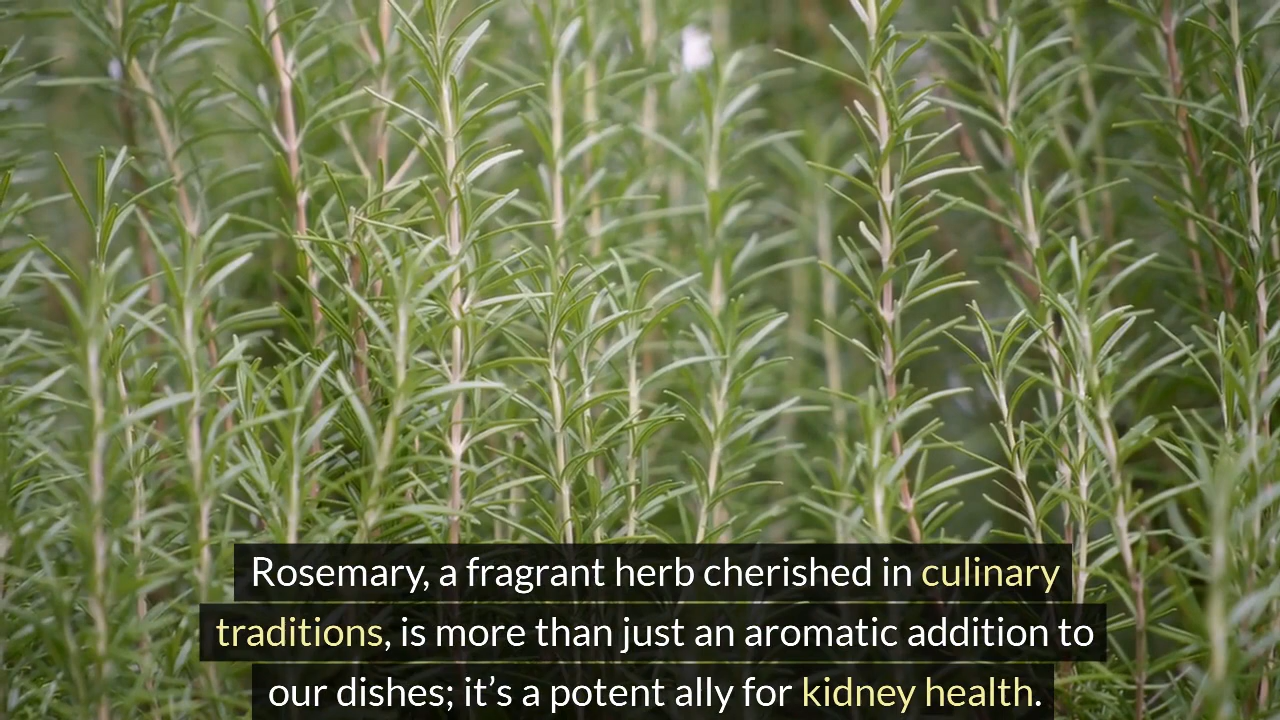 Rosemary, a fragrant herb cherished in culinary
traditions, is more than just an aromatic addition to
our dishes; it’s a potent ally for kidney health.